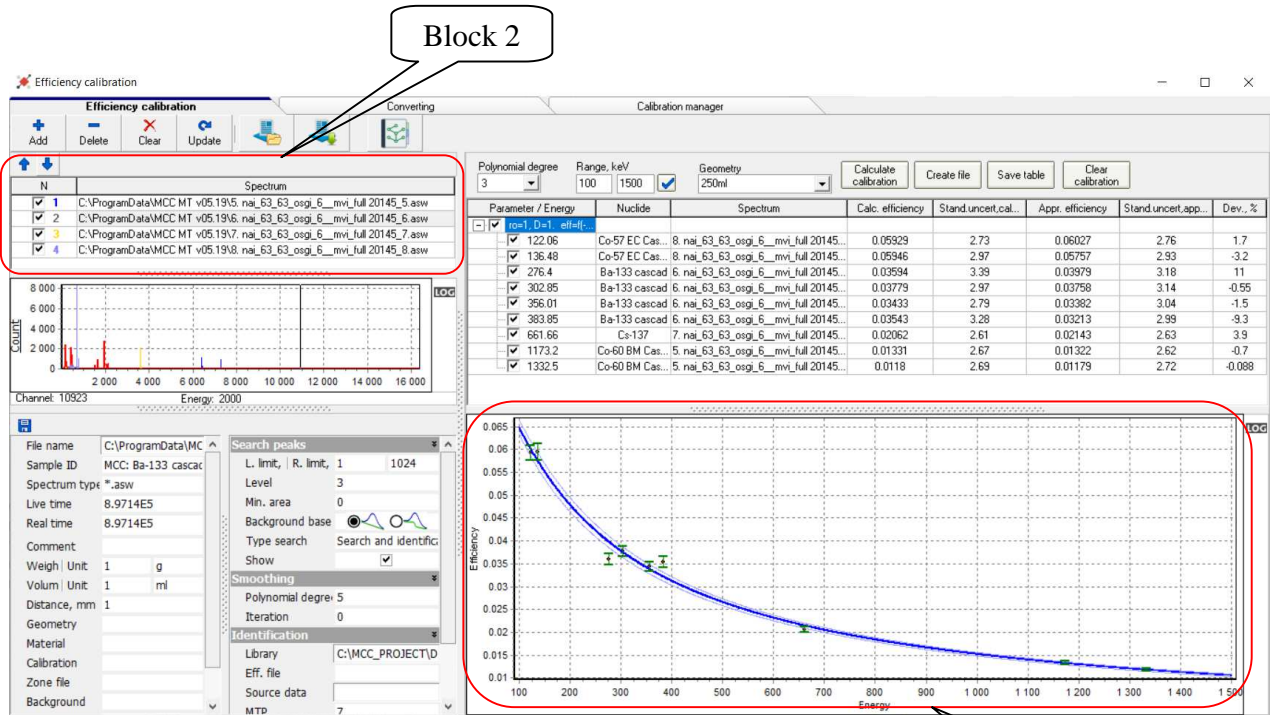 Block 2
Efficiency calibration
Efficiency calibration Converting Calibration manager
Add Delete Clear Update
N Spectrum
1 C:\ProgramData\MCC MT v05.19\5. nai_63_63_osgi_6__mvi_full 20145_5.asw
2 C:\ProgramData\MCC MT v05.19\6. nai_63_63_osgi_6__mvi_full 20145_6.asw
3 C:\ProgramData\MCC MT v05.19\7. nai_63_63_osgi_6__mvi_full 20145_7.asw
4 C:\ProgramData\MCC MT v05.19\8. nai_63_63_osgi_6__mvi_full 20145_8.asw
LOG
Count
8 000
6 000
4 000
2 000
0
2 000 4 000 6 000 8 000 10 000 12 000 14 000 16 000
Channel: 10923 Energy: 2000
File name C:\ProgramData\MC
Sample ID MCC: Ba-133 cascac
Spectrum type *.asw
Live time 8.9714E5
Real time 8.9714E5
Comment
Weigh Unit 1 g
Volum Unit 1 ml
Distance, mm 1
Geometry
Material
Calibration
Zone file
Background
Search peaks
L. limit, R. limit, 1 1024
Level 3
Min. area 0
Background base
Type search Search and identific
Show
Smoothing
Polynomial degre 5
Iteration 0
Identification
Library C:\MCC_PROJECT\D
Eff. file
Source data
MTP 7
Polynomial degree Range, keV Geometry
3 100 1500 250ml
Calculate calibration Create file Save table Clear calibration
Parameter / Energy Nuclide Spectrum Calc. efficiency Stand.uncert,cal... Appr. efficiency Stand.uncert,app... Dev., %
ro=1, D=1. eff=f(-...
122.06 Co-57 EC Cas... 8. nai_63_63_osgi_6__mvi_full 20145... 0.05929 2.73 0.06027 2.76 1.7
136.48 Co-57 EC Cas... 8. nai_63_63_osgi_6__mvi_full 20145... 0.05946 2.97 0.05757 2.93 -3.2
276.4 Ba-133 cascad 6. nai_63_63_osgi_6__mvi_full 20145... 0.03594 3.39 0.03979 3.18 11
302.85 Ba-133 cascad 6. nai_63_63_osgi_6__mvi_full 20145... 0.03779 2.97 0.03758 3.14 -0.55
356.01 Ba-133 cascad 6. nai_63_63_osgi_6__mvi_full 20145... 0.03433 2.79 0.03382 3.04 -1.5
383.85 Ba-133 cascad 6. nai_63_63_osgi_6__mvi_full 20145... 0.03543 3.28 0.03213 2.99 -9.3
661.66 Cs-137 7. nai_63_63_osgi_6__mvi_full 20145... 0.02062 2.61 0.02143 2.63 3.9
1173.2 Co-60 BM Cas... 5. nai_63_63_osgi_6__mvi_full 20145... 0.01331 2.67 0.01322 2.62 -0.7
1332.5 Co-60 BM Cas... 5. nai_63_63_osgi_6__mvi_full 20145... 0.0118 2.69 0.01179 2.72 -0.088
LOG
Efficiency
0.065
0.06
0.055
0.05
0.045
0.04
0.035
0.03
0.025
0.02
0.015
0.01
100 200 300 400 500 600 700 800 900 1 000 1 100 1 200 1 300 1 400 1 500
Energy